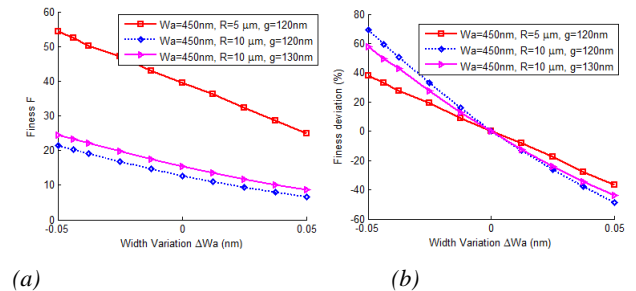 60
50
40
30
20
10
0
-0.05
0
0.05
Finess F
Width Variation ΔWa (nm)
Wa=450nm, R=5 μm, g=120nm
Wa=450nm, R=10 μm, g=120nm
Wa=450nm, R=10 μm, g=130nm
(a)
80
60
40
20
0
-20
-40
-60
-0.05
0
0.05
Finess deviation (%)
Width Variation ΔWa (nm)
Wa=450nm, R=5 μm, g=120nm
Wa=450nm, R=10 μm, g=120nm
Wa=450nm, R=10 μm, g=130nm
(b)